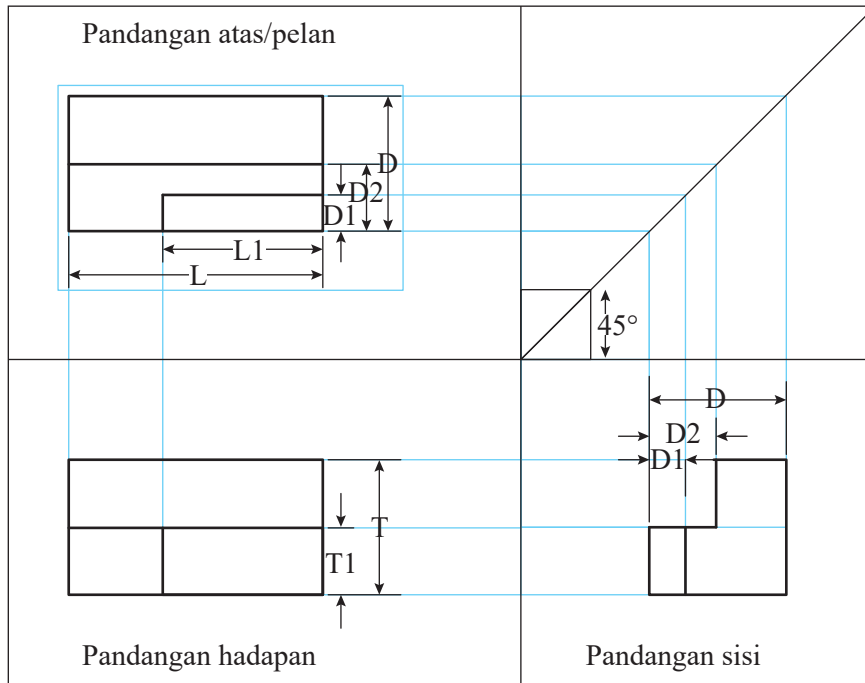 Pandangan atas/pelan
D
D2
D1
L1
L
45°
D
D2
D1
T
T1
Pandangan hadapan
Pandangan sisi